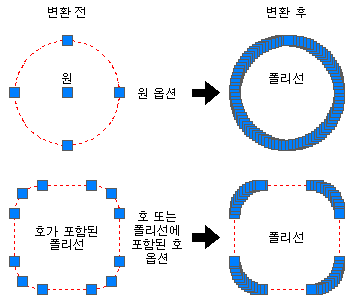 변환 전
변환 후
원
원 옵션
폴리선
호가 포함된
폴리선
호 또는
폴리선에
포함된 호
옵션
폴리선